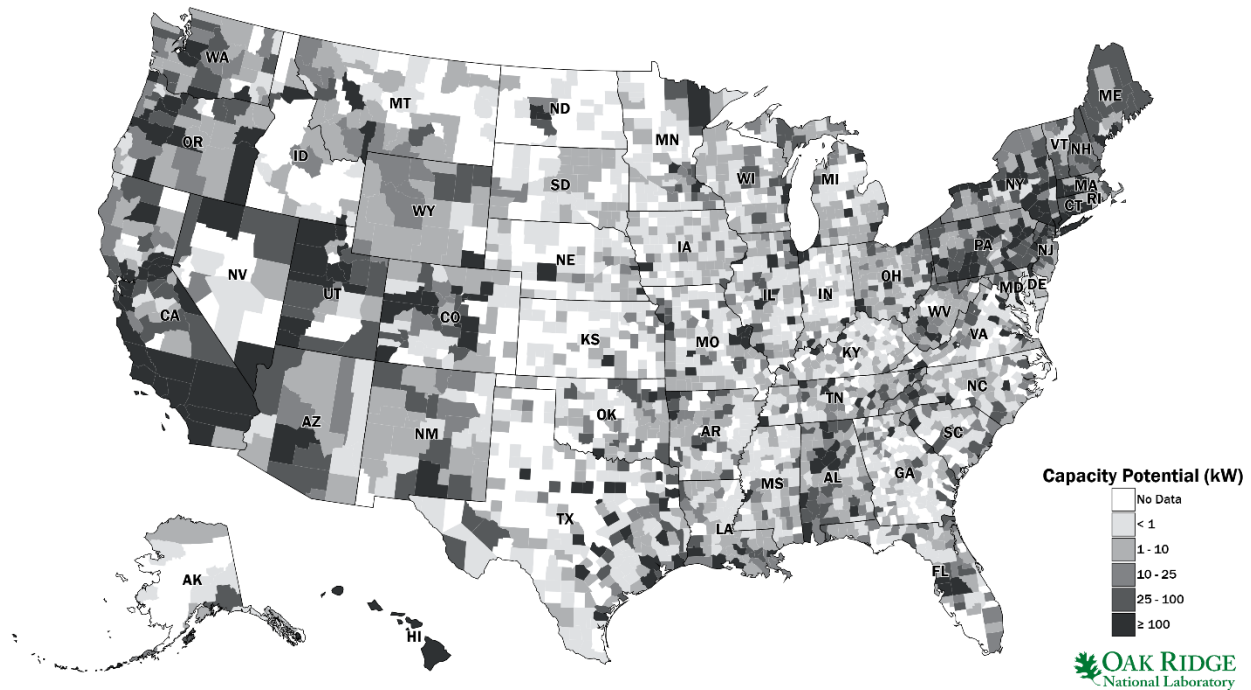 WA
MT
ND
MN
ME
OR
ID
SD
WI
MI
VT
NH
NY
MA
RI
CT
WY
IA
NE
PA
NJ
NV
UT
CO
IL
IN
OH
MD
DE
WV
VA
CA
KS
MO
KY
NC
AZ
NM
OK
AR
TN
SC
MS
AL
GA
TX
LA
FL
AK
HI
Capacity Potential (kW)
No Data
< 1
1 - 10
10 - 25
25 - 100
≥ 100
OAK RIDGE
National Laboratory